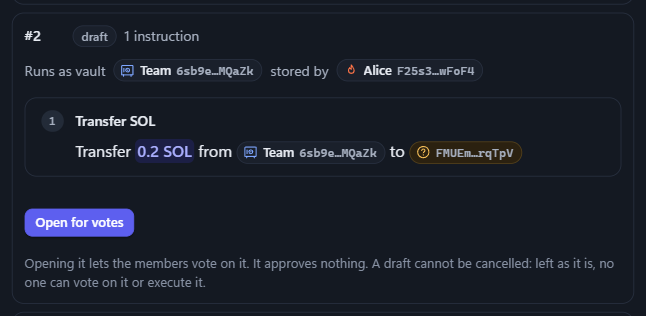 #2 draft 1 instruction
Runs as vault Team 6sb9e…MQaZk stored by Alice F25s3…wFoF4
1 Transfer SOL
Transfer 0.2 SOL from Team 6sb9e…MQaZk to FMUEm…rqTpV
Open for votes
Opening it lets the members vote on it. It approves nothing. A draft cannot be cancelled: left as it is, no
one can vote on it or execute it.